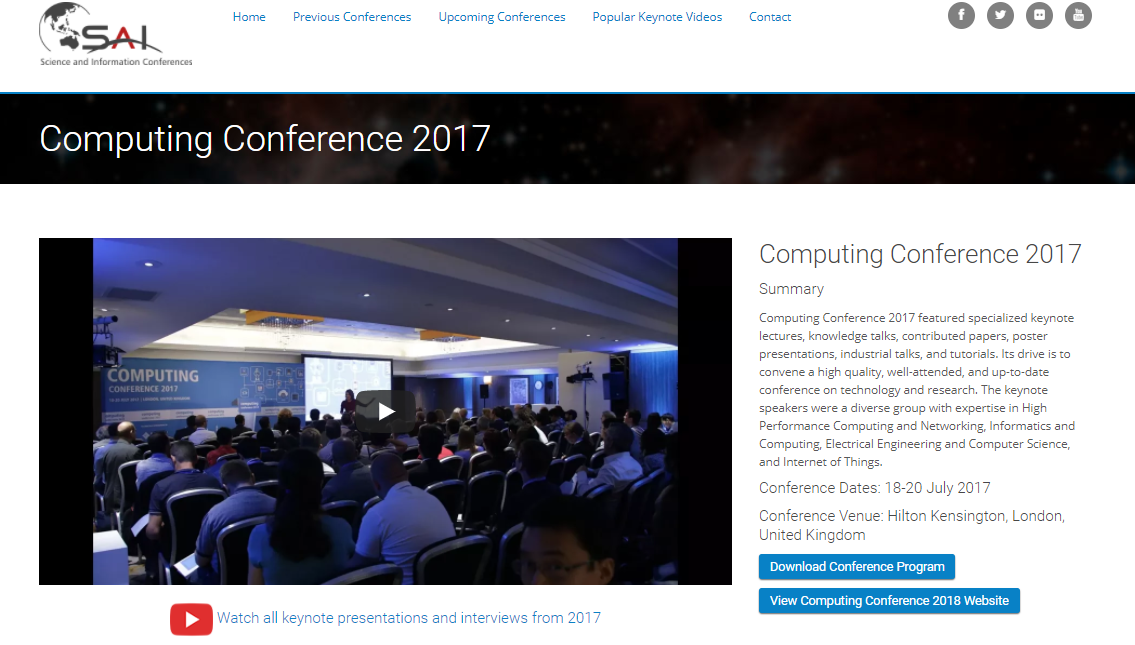 SAI
Science and Information Conferences
Home
Previous Conferences
Upcoming Conferences
Popular Keynote Videos
Contact
You
Tube
Computing Conference 2017
COMPUTING
CONFERENCE 2017
Computing Conference 2017
Summary
Computing Conference 2017 featured specialized keynote
lectures, knowledge talks, contributed papers, poster
presentations, industrial talks, and tutorials. Its drive is to
convene a high quality, well-attended, and up-to-date
conference on technology and research. The keynote
speakers were a diverse group with expertise in High
Performance Computing and Networking, Informatics and
Computing, Electrical Engineering and Computer Science,
and Internet of Things.
Conference Dates: 18-20 July 2017
Conference Venue: Hilton Kensington, London,
United Kingdom
Download Conference Program
View Computing Conference 2018 Website
Watch all keynote presentations and interviews from 2017